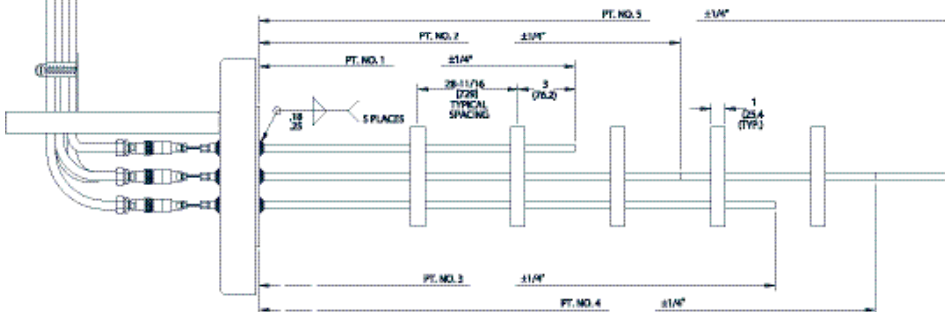 PT. NO. 5 ±1/4"
PT. NO. 2 ±1/4"
PT. NO. 1 ±1/4"
28-11/16
[729]
TYPICAL
SPACING
3
(76.2)
1
(25.4
(TYP.)
.18
.25
5 PLACES
PT. NO. 3 ±1/4"
PT. NO. 4 ±1/4"